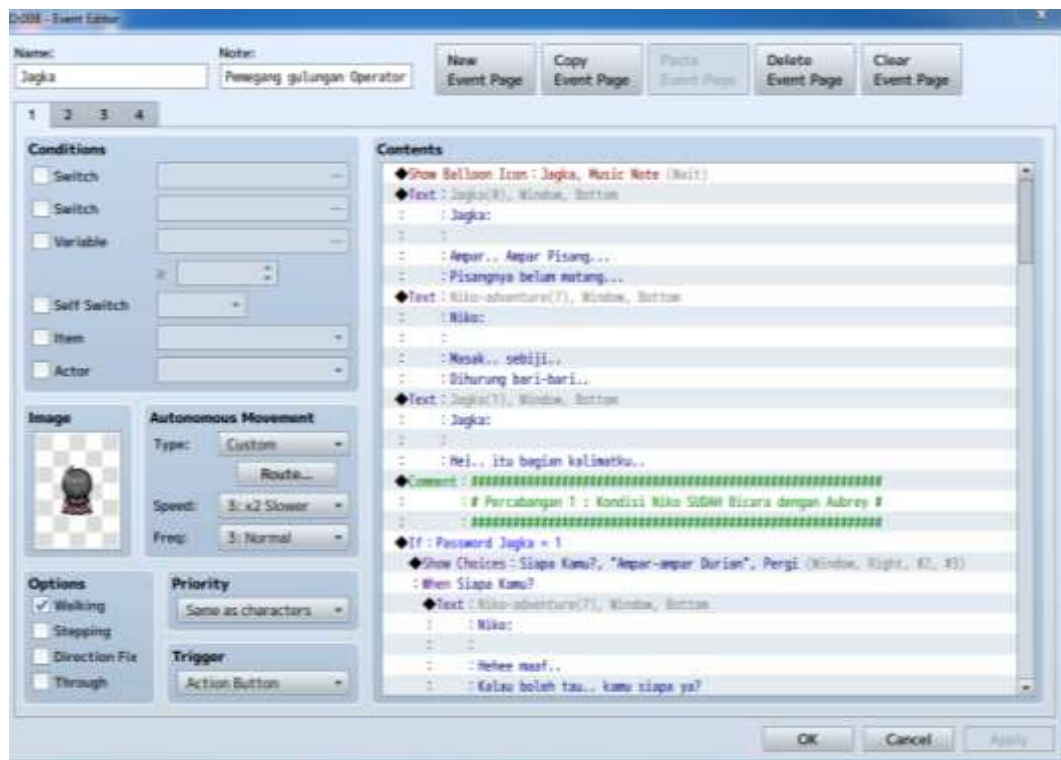 - Event Editor
Name:
Note:
Jagka
Pemegang gulungan Operator
New
Event Page
Copy
Event Page
Paste
Event Page
Delete
Event Page
Clear
Event Page
1 2 3 4
Conditions
Switch
Switch
Variable
≥
Self Switch
Item
Actor
Image
Autonomous Movement
Type: Custom
Route...
Speed: 3: x2 Slower
Freq: 3: Normal
Options
Walking
Stepping
Direction Fix
Through
Priority
Same as characters
Trigger
Action Button
Contents
◆Show Balloon Icon : Jagka, Music Note (Wait)
◆Text : Jagka(0), Window, Bottom
: : Jagka:
: :
: : Ampar.. Ampar Pisang...
: : Pisangnya belum matang...
◆Text : Niko-adventure(7), Window, Bottom
: : Niko:
: :
: : Masak.. sebiji..
: : Dihurung bari-bari..
◆Text : Jagka(1), Window, Bottom
: : Jagka:
: :
: : Hei.. itu bagian kalimatku..
◆Comment : ################################################
: : # Percabangan 1 : Kondisi Niko SUDAH Bicara dengan Aubrey #
: : ################################################
◆If : Password Jagka = 1
◆Show Choices : Siapa Kamu?, "Ampar-ampar Durian", Pergi (Window, Right, #2, #3)
: When Siapa Kamu?
◆Text : Niko-adventure(7), Window, Bottom
: : Niko:
: :
: : Hehee maaf..
: : Kalau boleh tau.. kamu siapa ya?
OK
Cancel
Apply